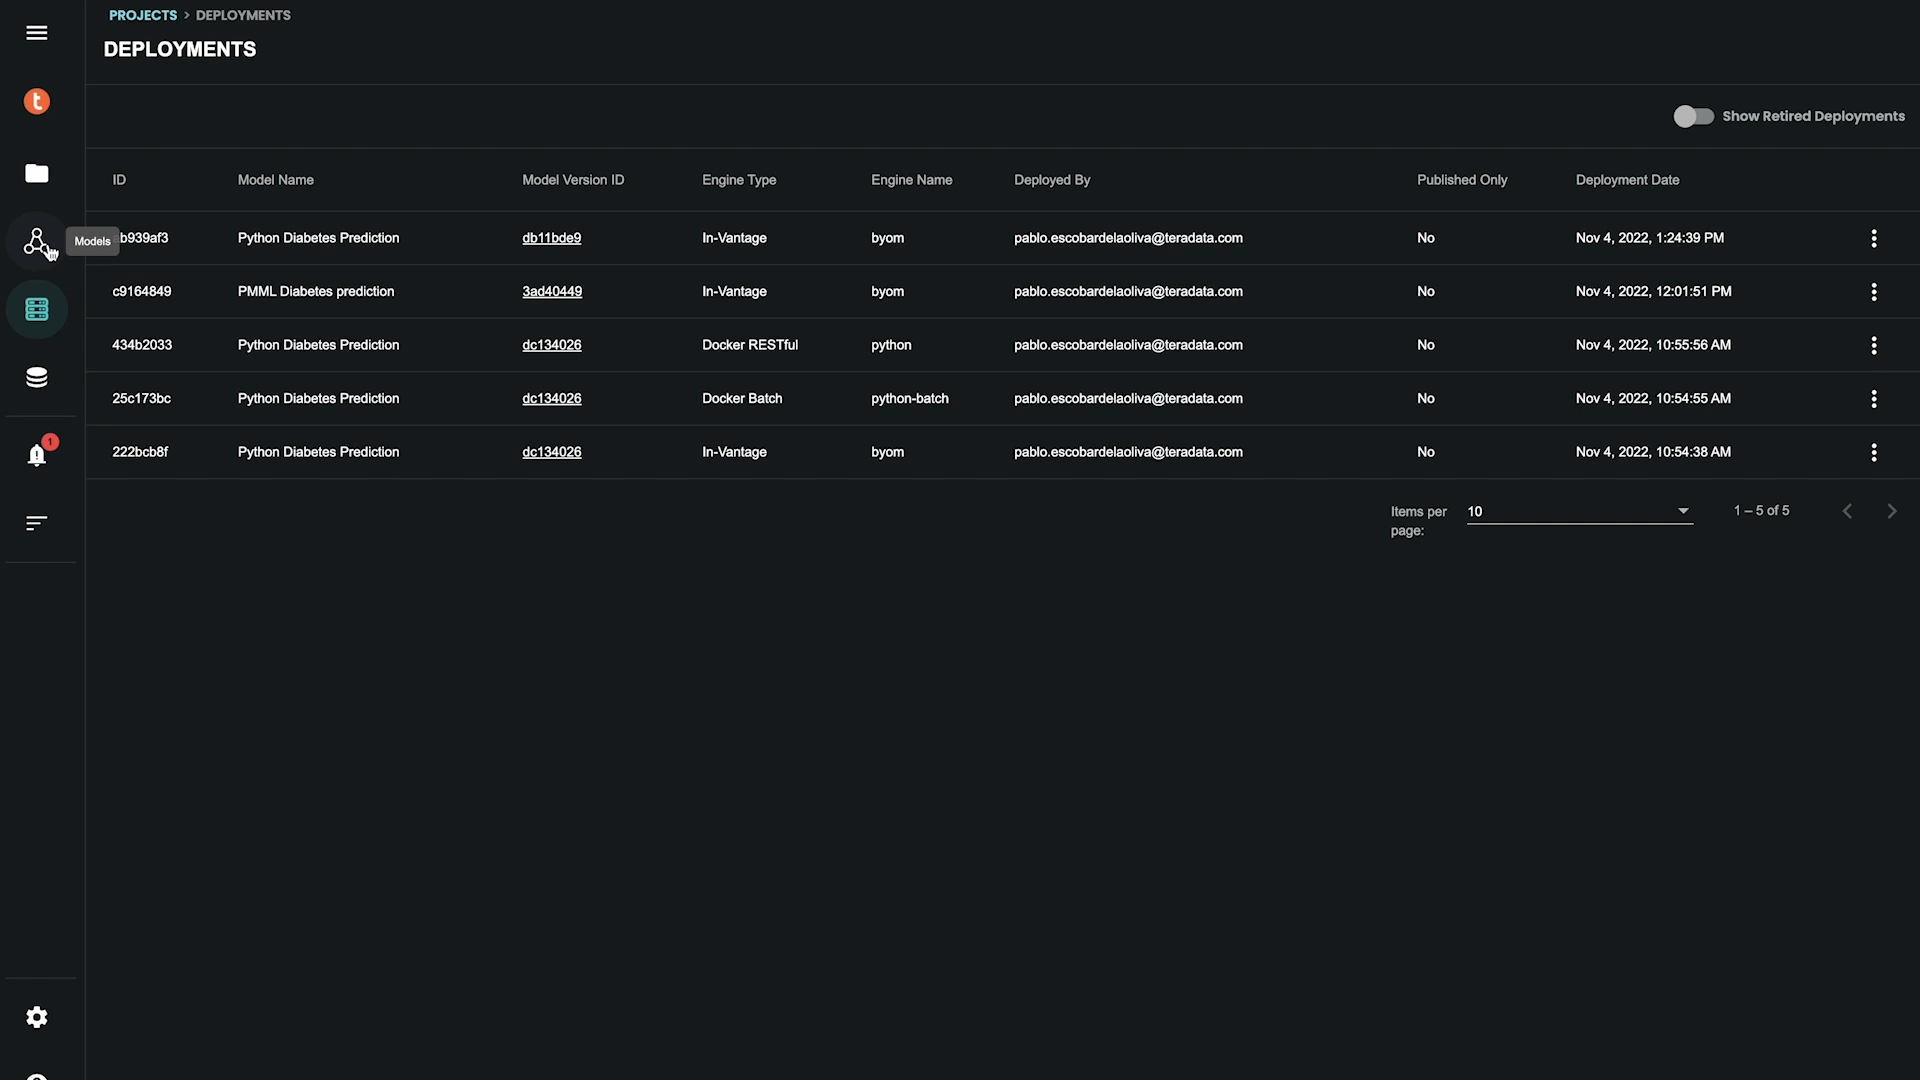 PROJECTS > DEPLOYMENTS
DEPLOYMENTS
t
Show Retired Deployments
ID Model Name Model Version ID Engine Type Engine Name Deployed By Published Only Deployment Date
Models
b939af3 Python Diabetes Prediction db11bde9 In-Vantage byom pablo.escobardelaoliva@teradata.com No Nov 4, 2022, 1:24:39 PM
c9164849 PMML Diabetes prediction 3ad40449 In-Vantage byom pablo.escobardelaoliva@teradata.com No Nov 4, 2022, 12:01:51 PM
434b2033 Python Diabetes Prediction dc134026 Docker RESTful python pablo.escobardelaoliva@teradata.com No Nov 4, 2022, 10:55:56 AM
25c173bc Python Diabetes Prediction dc134026 Docker Batch python-batch pablo.escobardelaoliva@teradata.com No Nov 4, 2022, 10:54:55 AM
1
222bcb8f Python Diabetes Prediction dc134026 In-Vantage byom pablo.escobardelaoliva@teradata.com No Nov 4, 2022, 10:54:38 AM
Items per page: 10 1 – 5 of 5